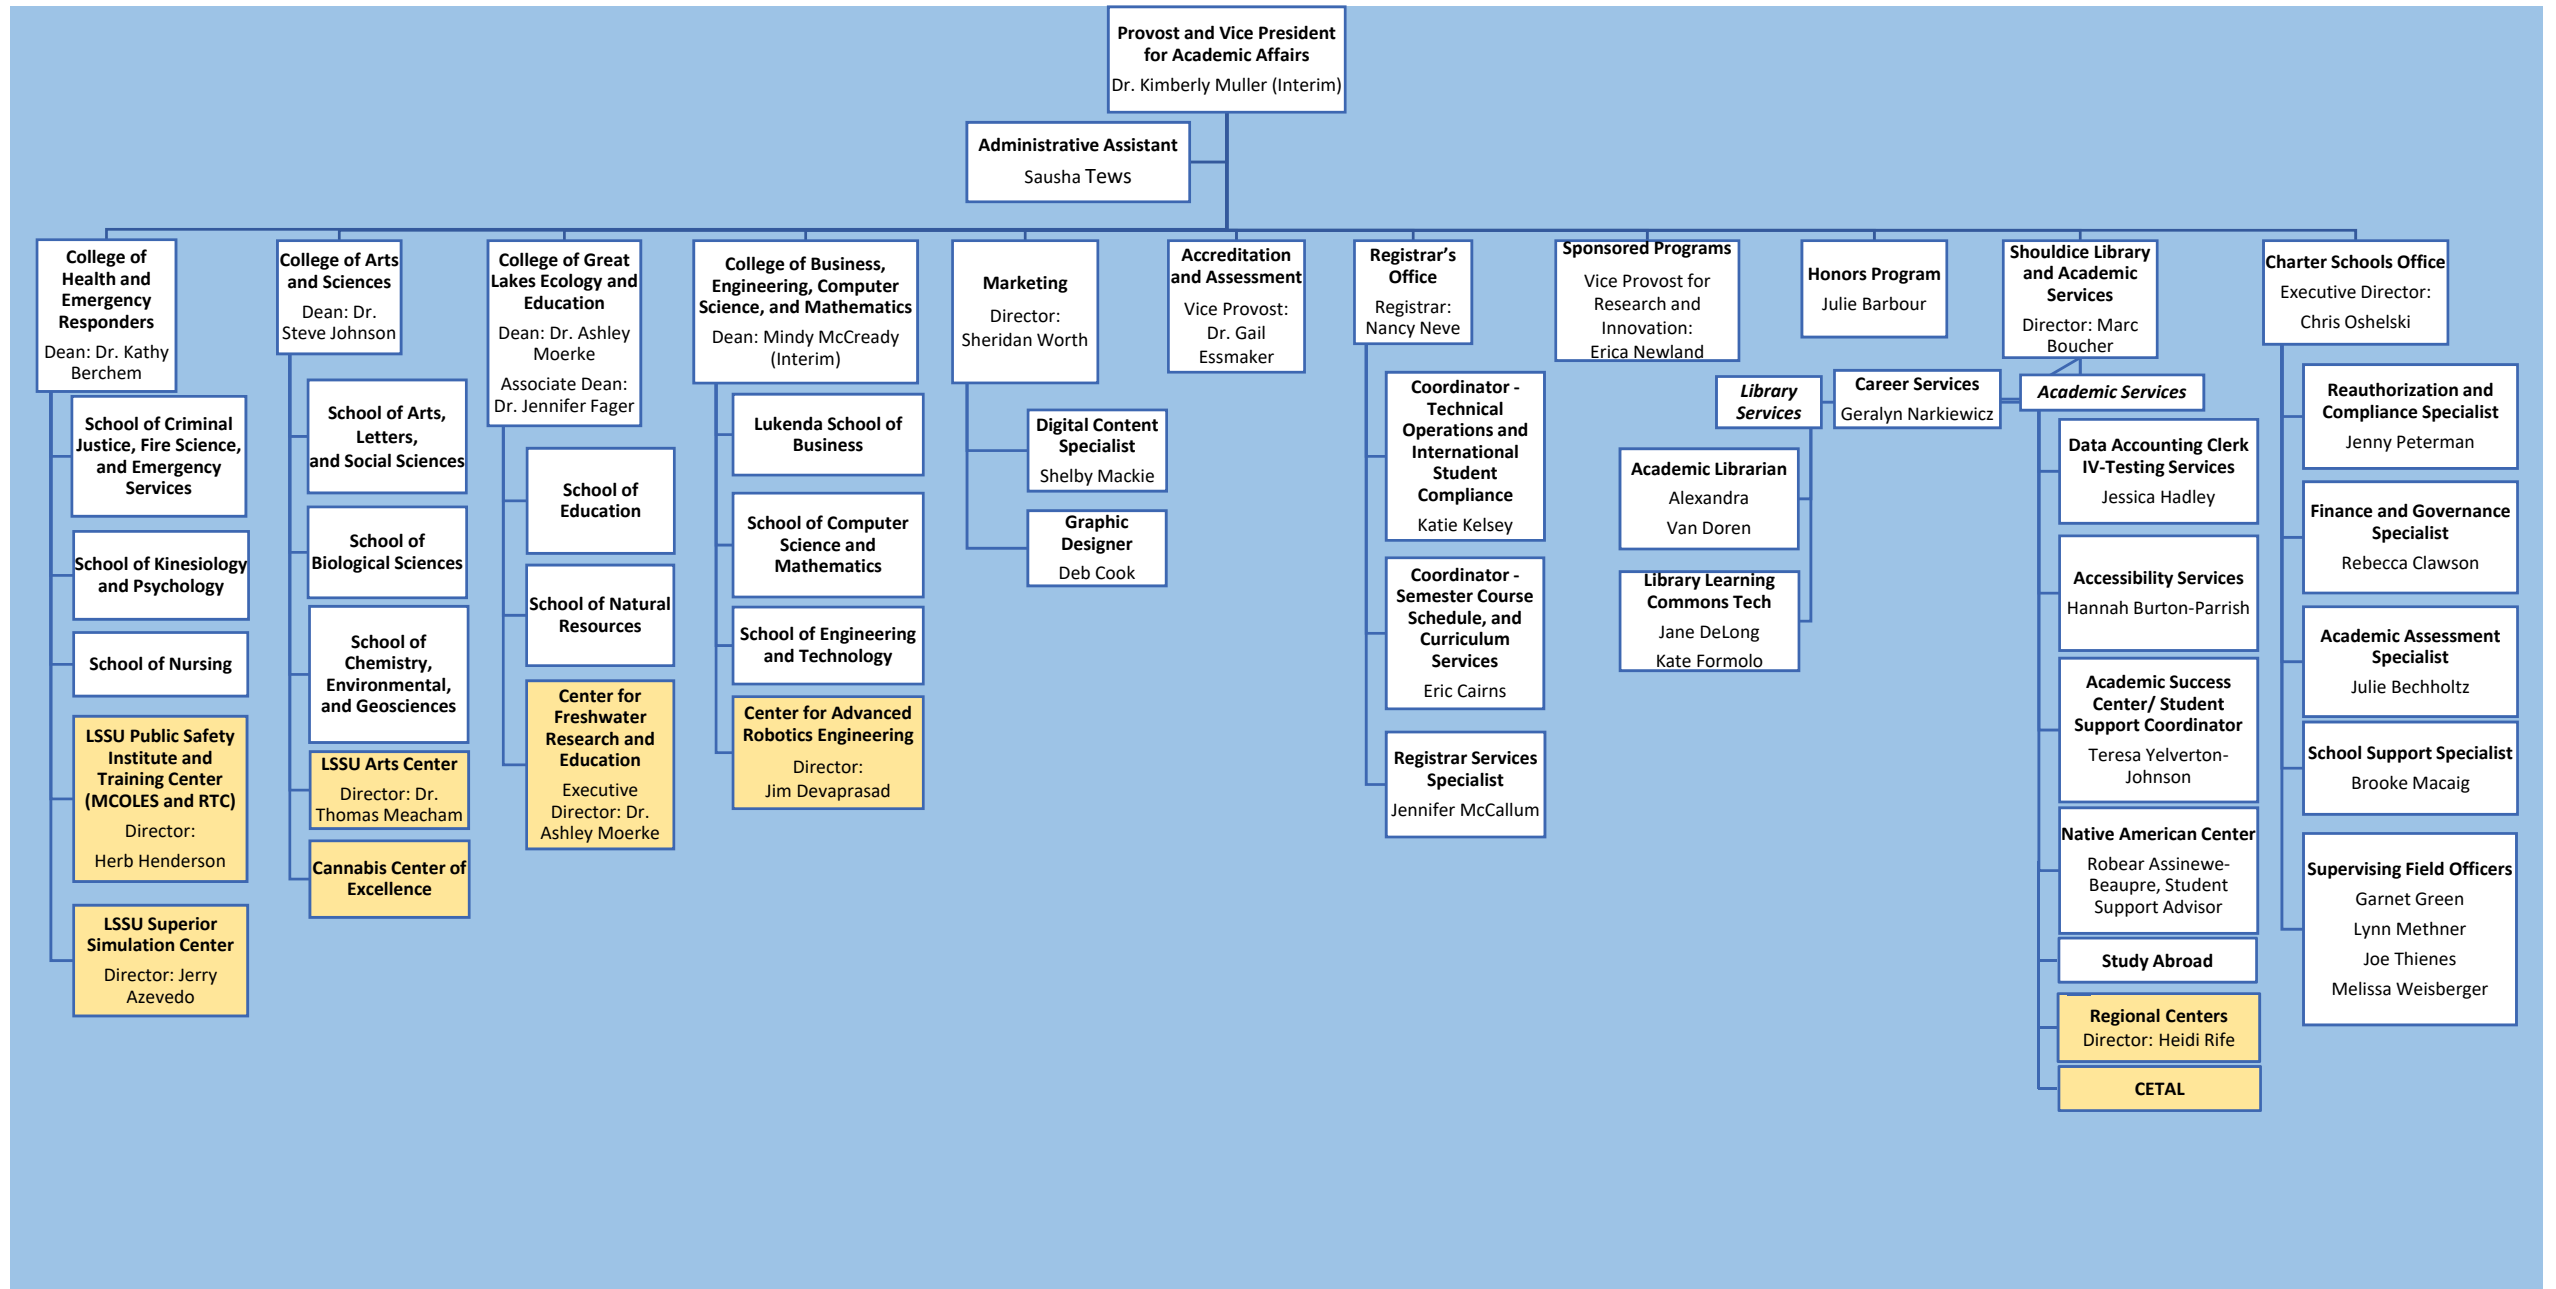 Provost and Vice President
for Academic Affairs
Dr. Kimberly Muller (Interim)
Administrative Assistant
Sausha Tews
College of
Health and
Emergency
Responders
Dean: Dr. Kathy
Berchem
School of Criminal
Justice, Fire Science,
and Emergency
Services
School of Kinesiology
and Psychology
School of Nursing
LSSU Public Safety
Institute and
Training Center
(MCOLES and RTC)
Director:
Herb Henderson
LSSU Superior
Simulation Center
Director: Jerry
Azevedo
College of Arts
and Sciences
Dean: Dr.
Steve Johnson
School of Arts,
Letters,
and Social Sciences
School of
Biological Sciences
School of
Chemistry,
Environmental,
and Geosciences
LSSU Arts Center
Director: Dr.
Thomas Meacham
Cannabis Center of
Excellence
College of Great
Lakes Ecology and
Education
Dean: Dr. Ashley
Moerke
Associate Dean:
Dr. Jennifer Fager
School of
Education
School of Natural
Resources
Center for
Freshwater
Research and
Education
Executive
Director: Dr.
Ashley Moerke
College of Business,
Engineering, Computer
Science, and Mathematics
Dean: Mindy McCready
(Interim)
Lukenda School of
Business
School of Computer
Science and
Mathematics
School of Engineering
and Technology
Center for Advanced
Robotics Engineering
Director:
Jim Devaprasad
Marketing
Director:
Sheridan Worth
Digital Content
Specialist
Shelby Mackie
Graphic
Designer
Deb Cook
Accreditation
and Assessment
Vice Provost:
Dr. Gail
Essmaker
Registrar’s
Office
Registrar:
Nancy Neve
Coordinator -
Technical
Operations and
International
Student
Compliance
Katie Kelsey
Coordinator -
Semester Course
Schedule, and
Curriculum
Services
Eric Cairns
Registrar Services
Specialist
Jennifer McCallum
Sponsored Programs
Vice Provost for
Research and
Innovation:
Erica Newland
Honors Program
Julie Barbour
Shouldice Library
and Academic
Services
Director: Marc
Boucher
Library
Services
Academic Librarian
Alexandra
Van Doren
Library Learning
Commons Tech
Jane DeLong
Kate Formolo
Career Services
Geralyn Narkiewicz
Academic Services
Data Accounting Clerk
IV-Testing Services
Jessica Hadley
Accessibility Services
Hannah Burton-Parrish
Academic Success
Center/ Student
Support Coordinator
Teresa Yelverton-
Johnson
Native American Center
Robear Assinewe-
Beaupre, Student
Support Advisor
Study Abroad
Regional Centers
Director: Heidi Rife
CETAL
Charter Schools Office
Executive Director:
Chris Oshelski
Reauthorization and
Compliance Specialist
Jenny Peterman
Finance and Governance
Specialist
Rebecca Clawson
Academic Assessment
Specialist
Julie Bechholtz
School Support Specialist
Brooke Macaig
Supervising Field Officers
Garnet Green
Lynn Methner
Joe Thienes
Melissa Weisberger